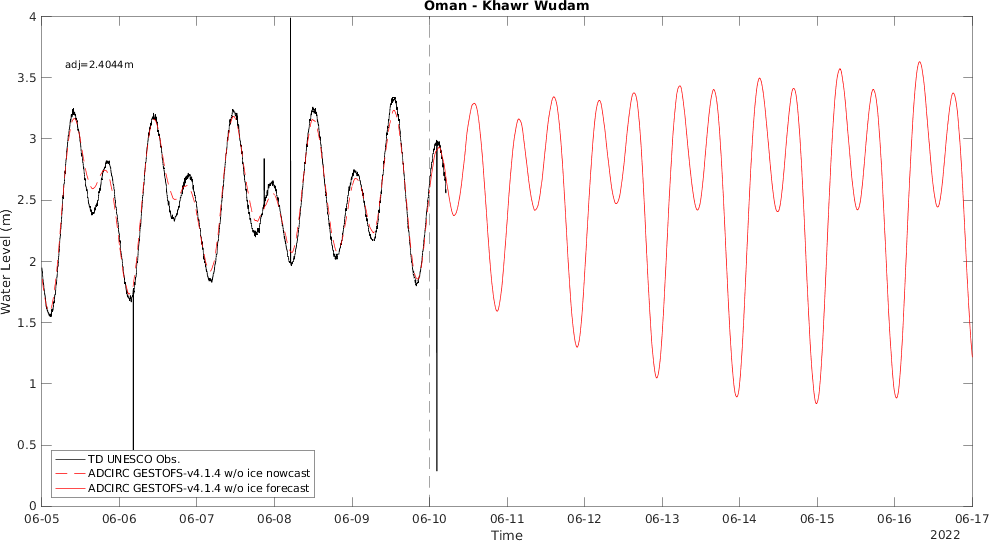 Oman - Khawr Wudam
adj=2.4044m
4
3.5
3
2.5
2
1.5
1
0.5
0
Water Level (m)
TD UNESCO Obs.
ADCIRC GESTOFS-v4.1.4 w/o ice nowcast
ADCIRC GESTOFS-v4.1.4 w/o ice forecast
06-05 06-06 06-07 06-08 06-09 06-10 06-11 06-12 06-13 06-14 06-15 06-16 06-17
Time
2022